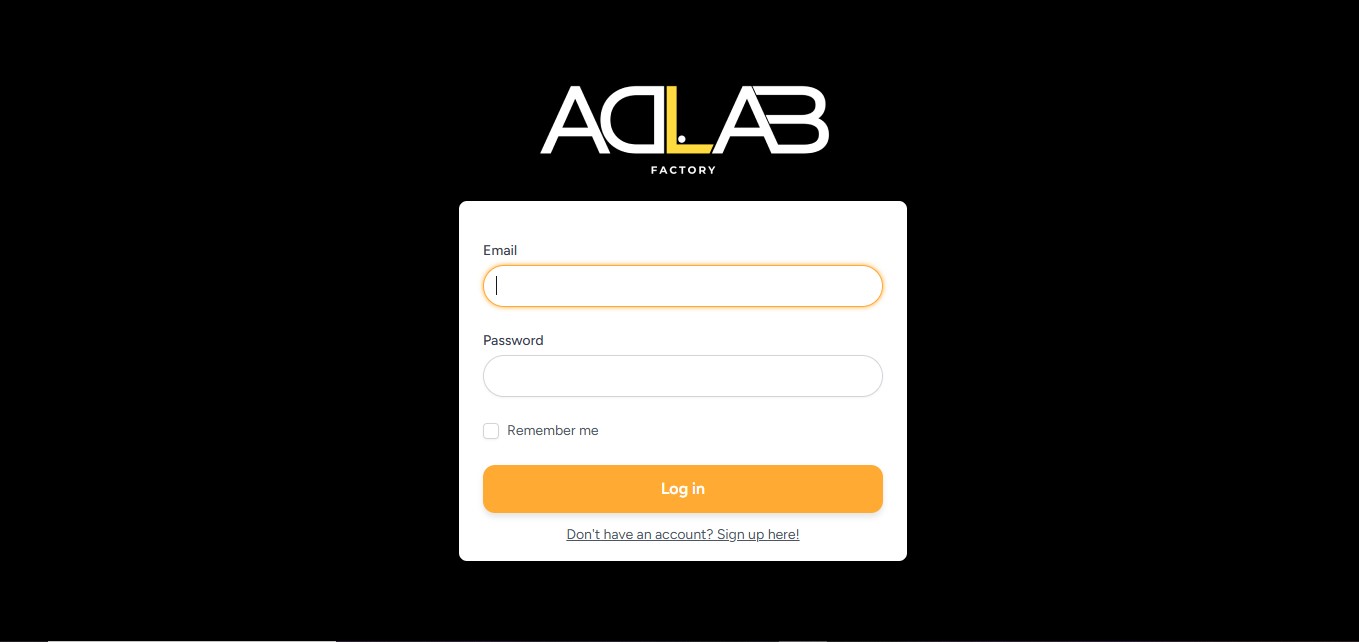 ADLAB
FACTORY
Email
Password
Remember me
Log in
Don't have an account? Sign up here!